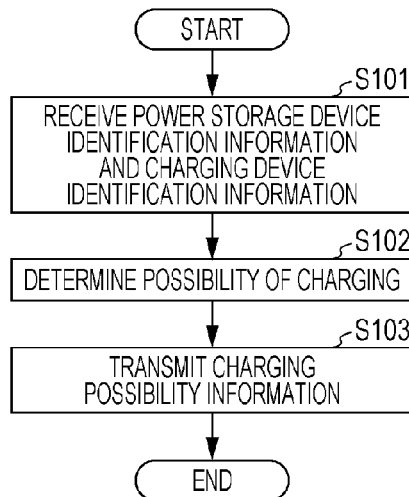 START
S101
RECEIVE POWER STORAGE DEVICE
IDENTIFICATION INFORMATION
AND CHARGING DEVICE
IDENTIFICATION INFORMATION
S102
DETERMINE POSSIBILITY OF CHARGING
S103
TRANSMIT CHARGING
POSSIBILITY INFORMATION
END